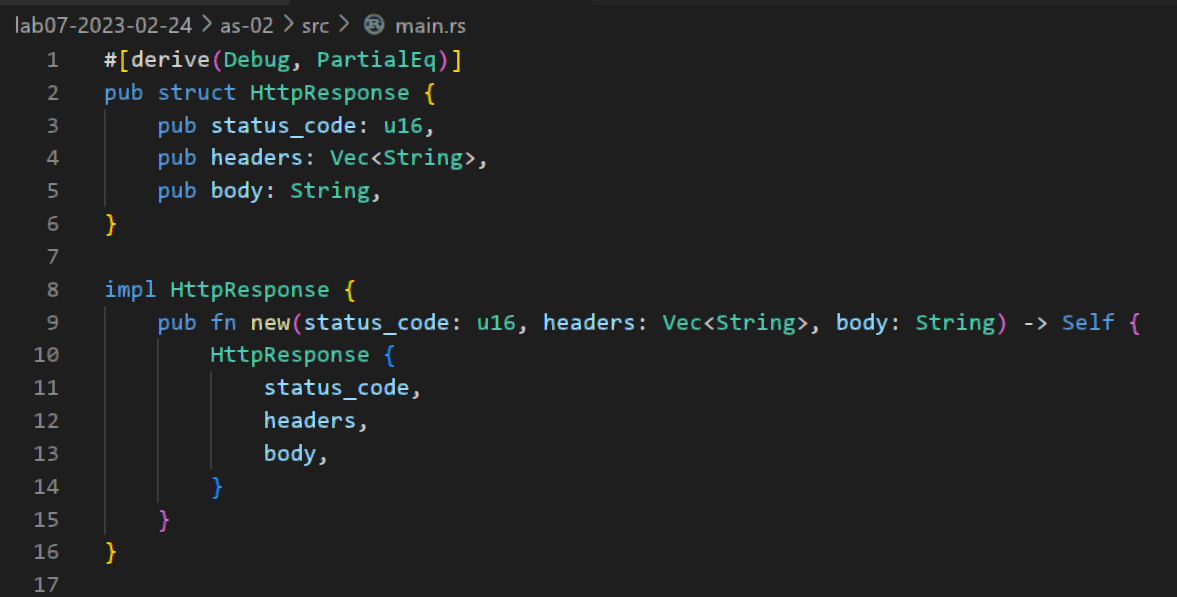 lab07-2023-02-24 > as-02 > src > main.rs
1 #[derive(Debug, PartialEq)]
2 pub struct HttpResponse {
3     pub status_code: u16,
4     pub headers: Vec<String>,
5     pub body: String,
6 }
7
8 impl HttpResponse {
9     pub fn new(status_code: u16, headers: Vec<String>, body: String) -> Self {
10         HttpResponse {
11             status_code,
12             headers,
13             body,
14         }
15     }
16 }
17